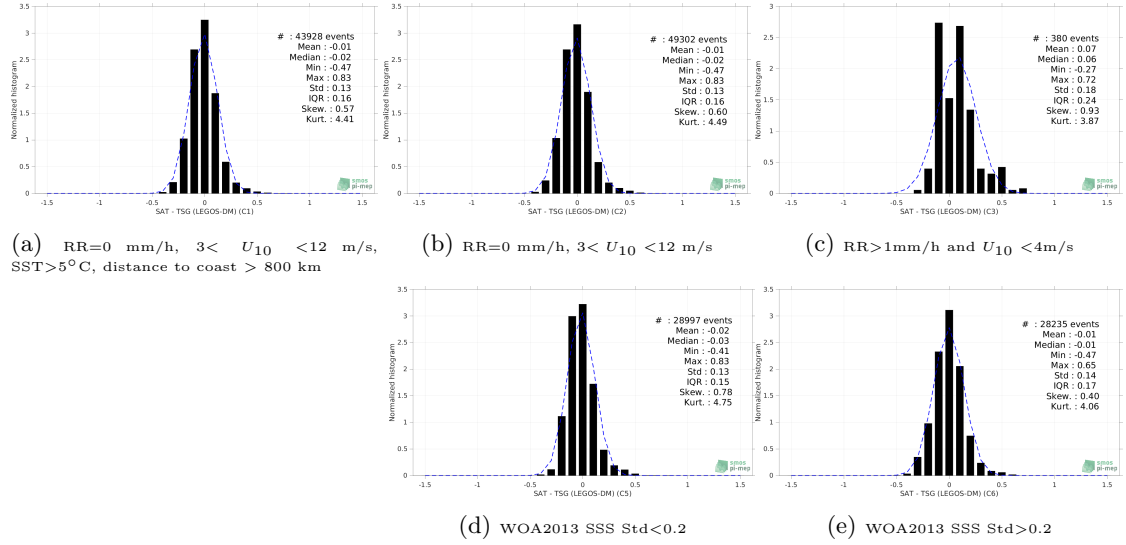 3.5
3
2.5
2
1.5
1
0.5
0
Normalized histogram
# : 43928 events
Mean : -0.01
Median : -0.02
Min : -0.47
Max : 0.83
Std : 0.13
IQR : 0.16
Skew. : 0.57
Kurt. : 4.41
smos
pi-mep
-1.5 -1 -0.5 0 0.5 1 1.5
SAT - TSG (LEGOS-DM) (C1)
(a) RR=0 mm/h, 3< U10 <12 m/s,
SST>5°C, distance to coast > 800 km
3.5
3
2.5
2
1.5
1
0.5
0
Normalized histogram
# : 49302 events
Mean : -0.01
Median : -0.02
Min : -0.47
Max : 0.83
Std : 0.13
IQR : 0.16
Skew. : 0.60
Kurt. : 4.49
smos
pi-mep
-1.5 -1 -0.5 0 0.5 1 1.5
SAT - TSG (LEGOS-DM) (C2)
(b) RR=0 mm/h, 3< U10 <12 m/s
3
2.5
2
1.5
1
0.5
0
Normalized histogram
# : 380 events
Mean : 0.07
Median : 0.06
Min : -0.27
Max : 0.72
Std : 0.18
IQR : 0.24
Skew. : 0.93
Kurt. : 3.87
smos
pi-mep
-1.5 -1 -0.5 0 0.5 1 1.5
SAT - TSG (LEGOS-DM) (C3)
(c) RR>1mm/h and U10 <4m/s
3.5
3
2.5
2
1.5
1
0.5
0
Normalized histogram
# : 28997 events
Mean : -0.02
Median : -0.03
Min : -0.41
Max : 0.83
Std : 0.13
IQR : 0.15
Skew. : 0.78
Kurt. : 4.75
smos
pi-mep
-1.5 -1 -0.5 0 0.5 1 1.5
SAT - TSG (LEGOS-DM) (C5)
(d) WOA2013 SSS Std<0.2
3.5
3
2.5
2
1.5
1
0.5
0
Normalized histogram
# : 28235 events
Mean : -0.01
Median : -0.01
Min : -0.47
Max : 0.65
Std : 0.14
IQR : 0.17
Skew. : 0.40
Kurt. : 4.06
smos
pi-mep
-1.5 -1 -0.5 0 0.5 1 1.5
SAT - TSG (LEGOS-DM) (C6)
(e) WOA2013 SSS Std>0.2